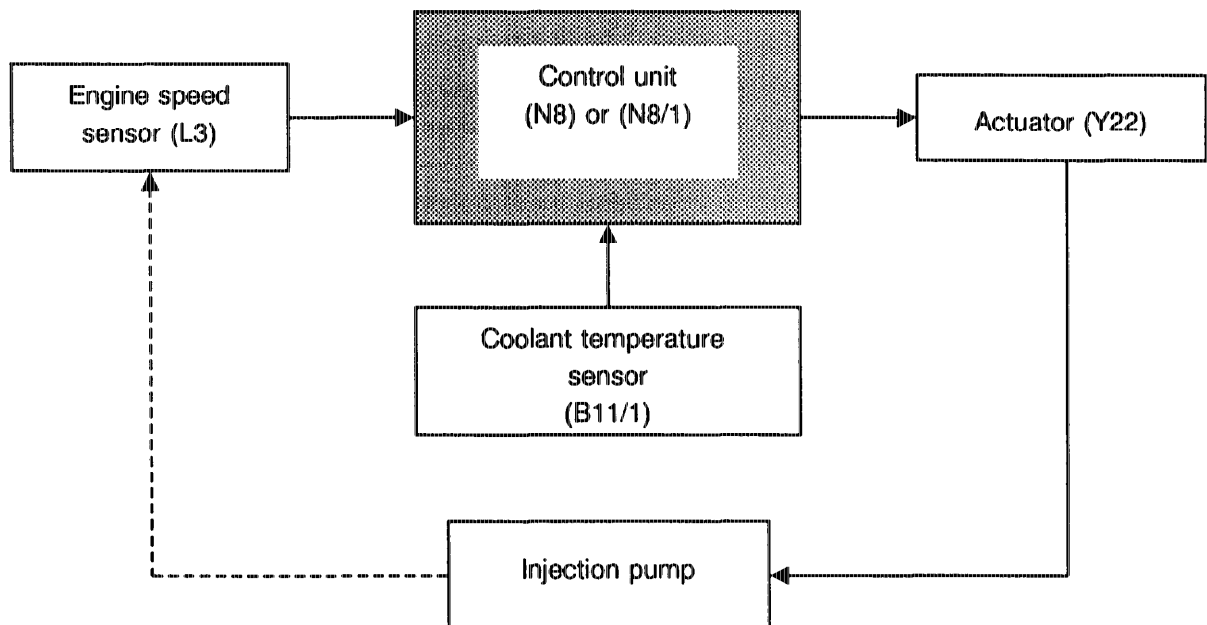 Engine speed
sensor (L3)
Control unit
(N8) or (N8/1)
Actuator (Y22)
Coolant temperature
sensor
(B11/1)
Injection pump